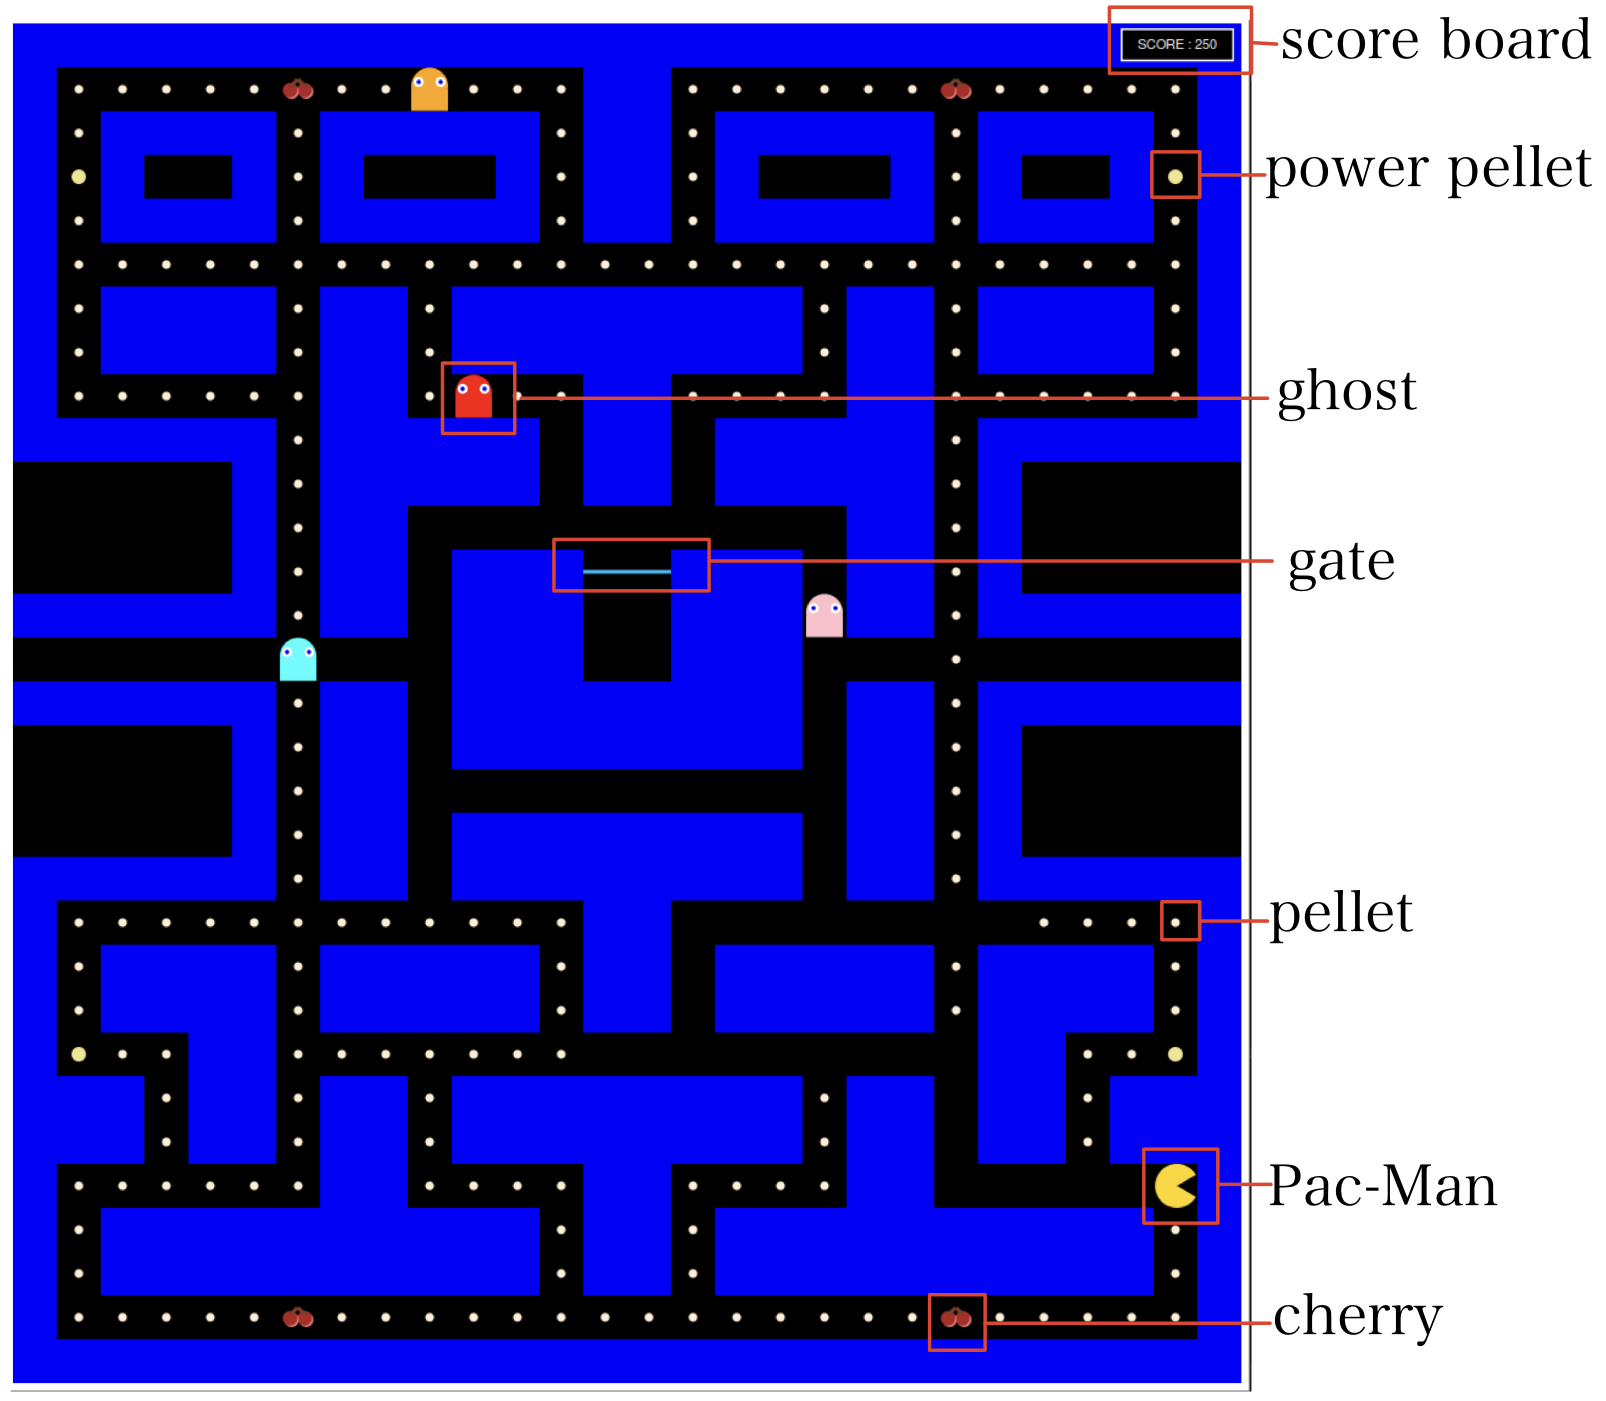 SCORE : 250
score board
power pellet
ghost
gate
pellet
Pac-Man
cherry